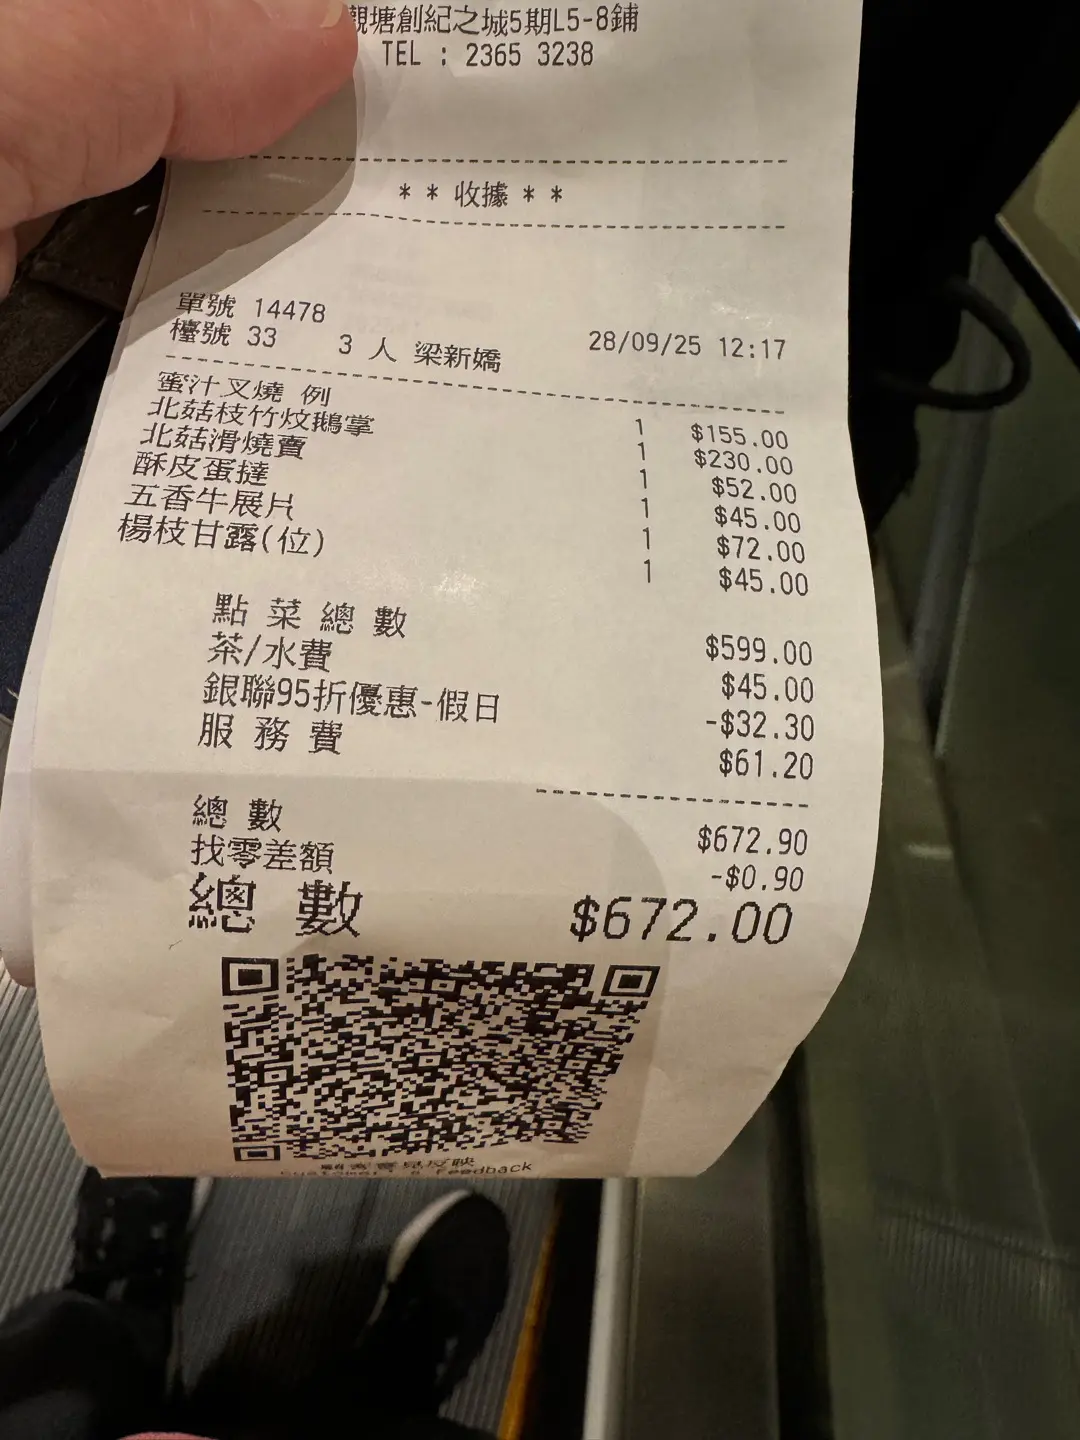 觀塘創紀之城5期L5-8鋪
TEL : 2365 3238
* * 收據 * *
單號 14478
檯號 33 3 人 梁新嬌 28/09/25 12:17
蜜汁叉燒 例 1 $155.00
北菇枝竹炆鵝掌 1 $230.00
北菇滑燒賣 1 $52.00
酥皮蛋撻 1 $45.00
五香牛展片 1 $72.00
楊枝甘露(位) 1 $45.00
點 菜 總 數 $599.00
茶/水費 $45.00
銀聯95折優惠-假日 -$32.30
服 務 費 $61.20
總 數 $672.90
找零差額 -$0.90
總 數 $672.00
Feedback